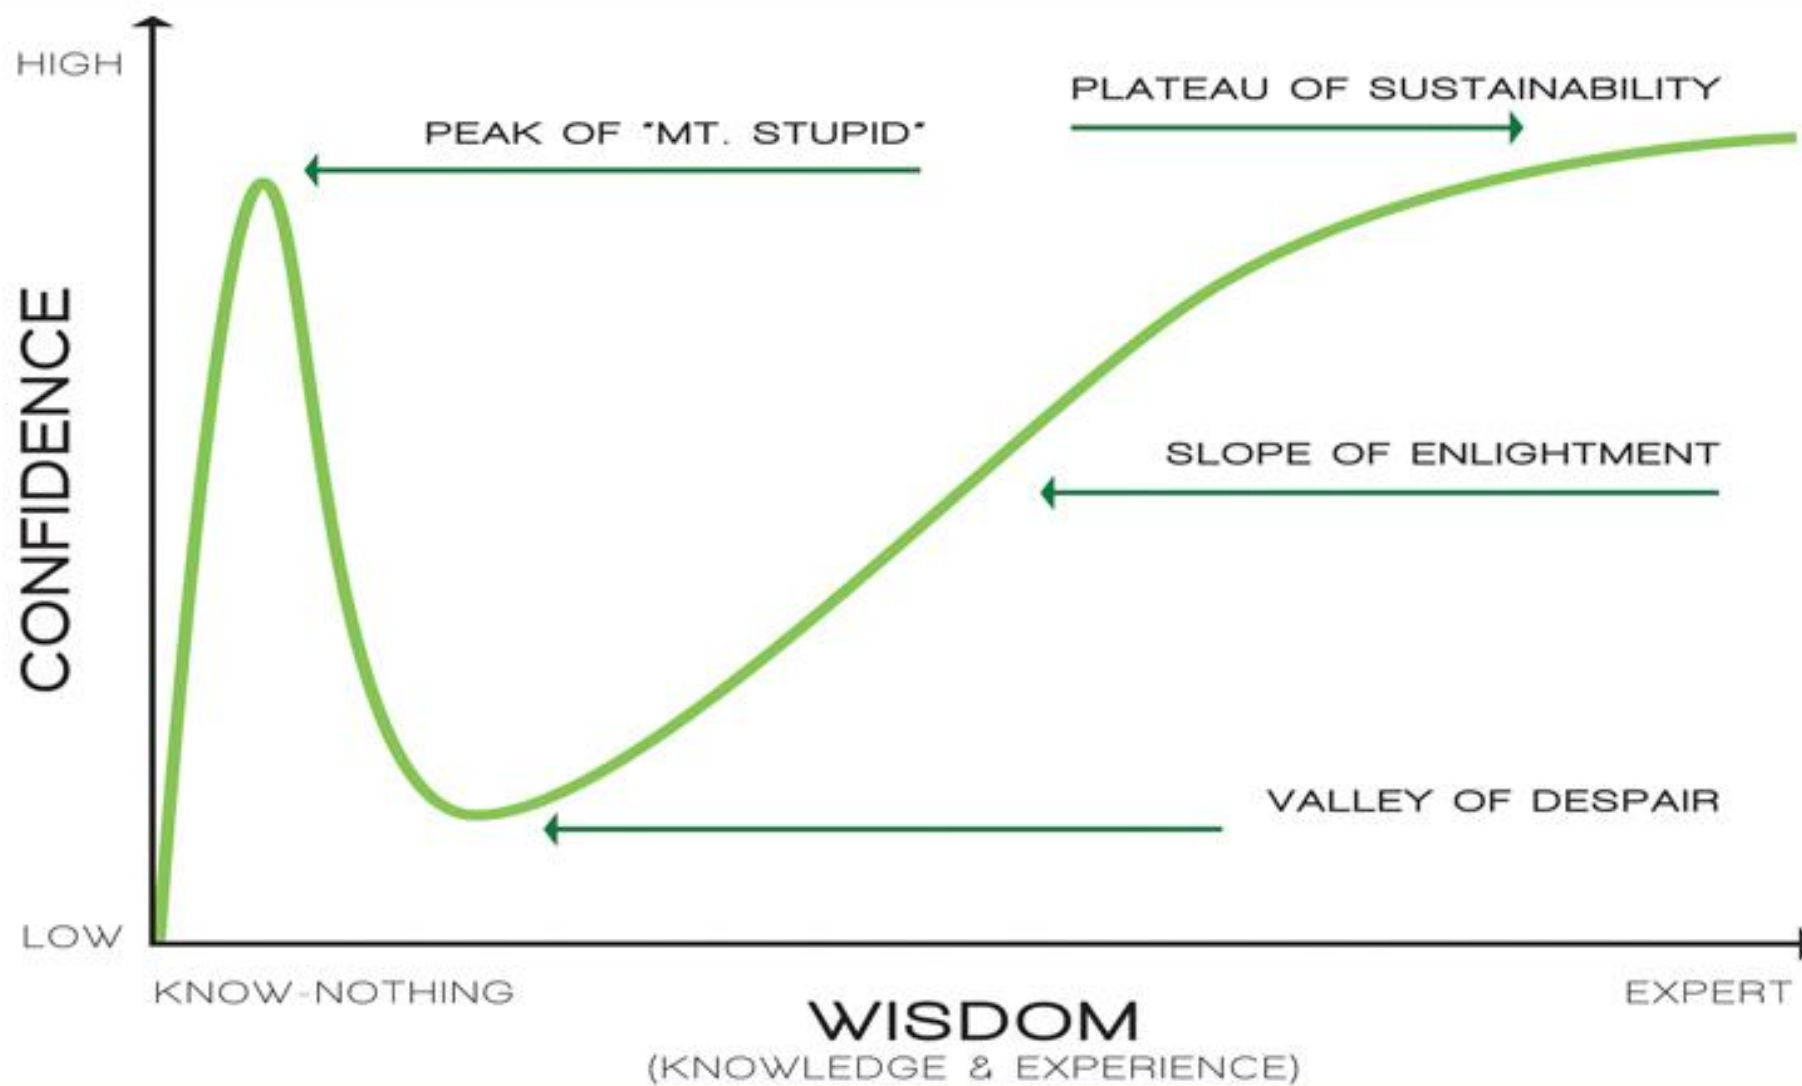 HIGH
PLATEAU OF SUSTAINABILITY
PEAK OF "MT. STUPID"
CONFIDENCE
SLOPE OF ENLIGHTMENT
VALLEY OF DESPAIR
LOW
KNOW-NOTHING
EXPERT
WISDOM
(KNOWLEDGE & EXPERIENCE)